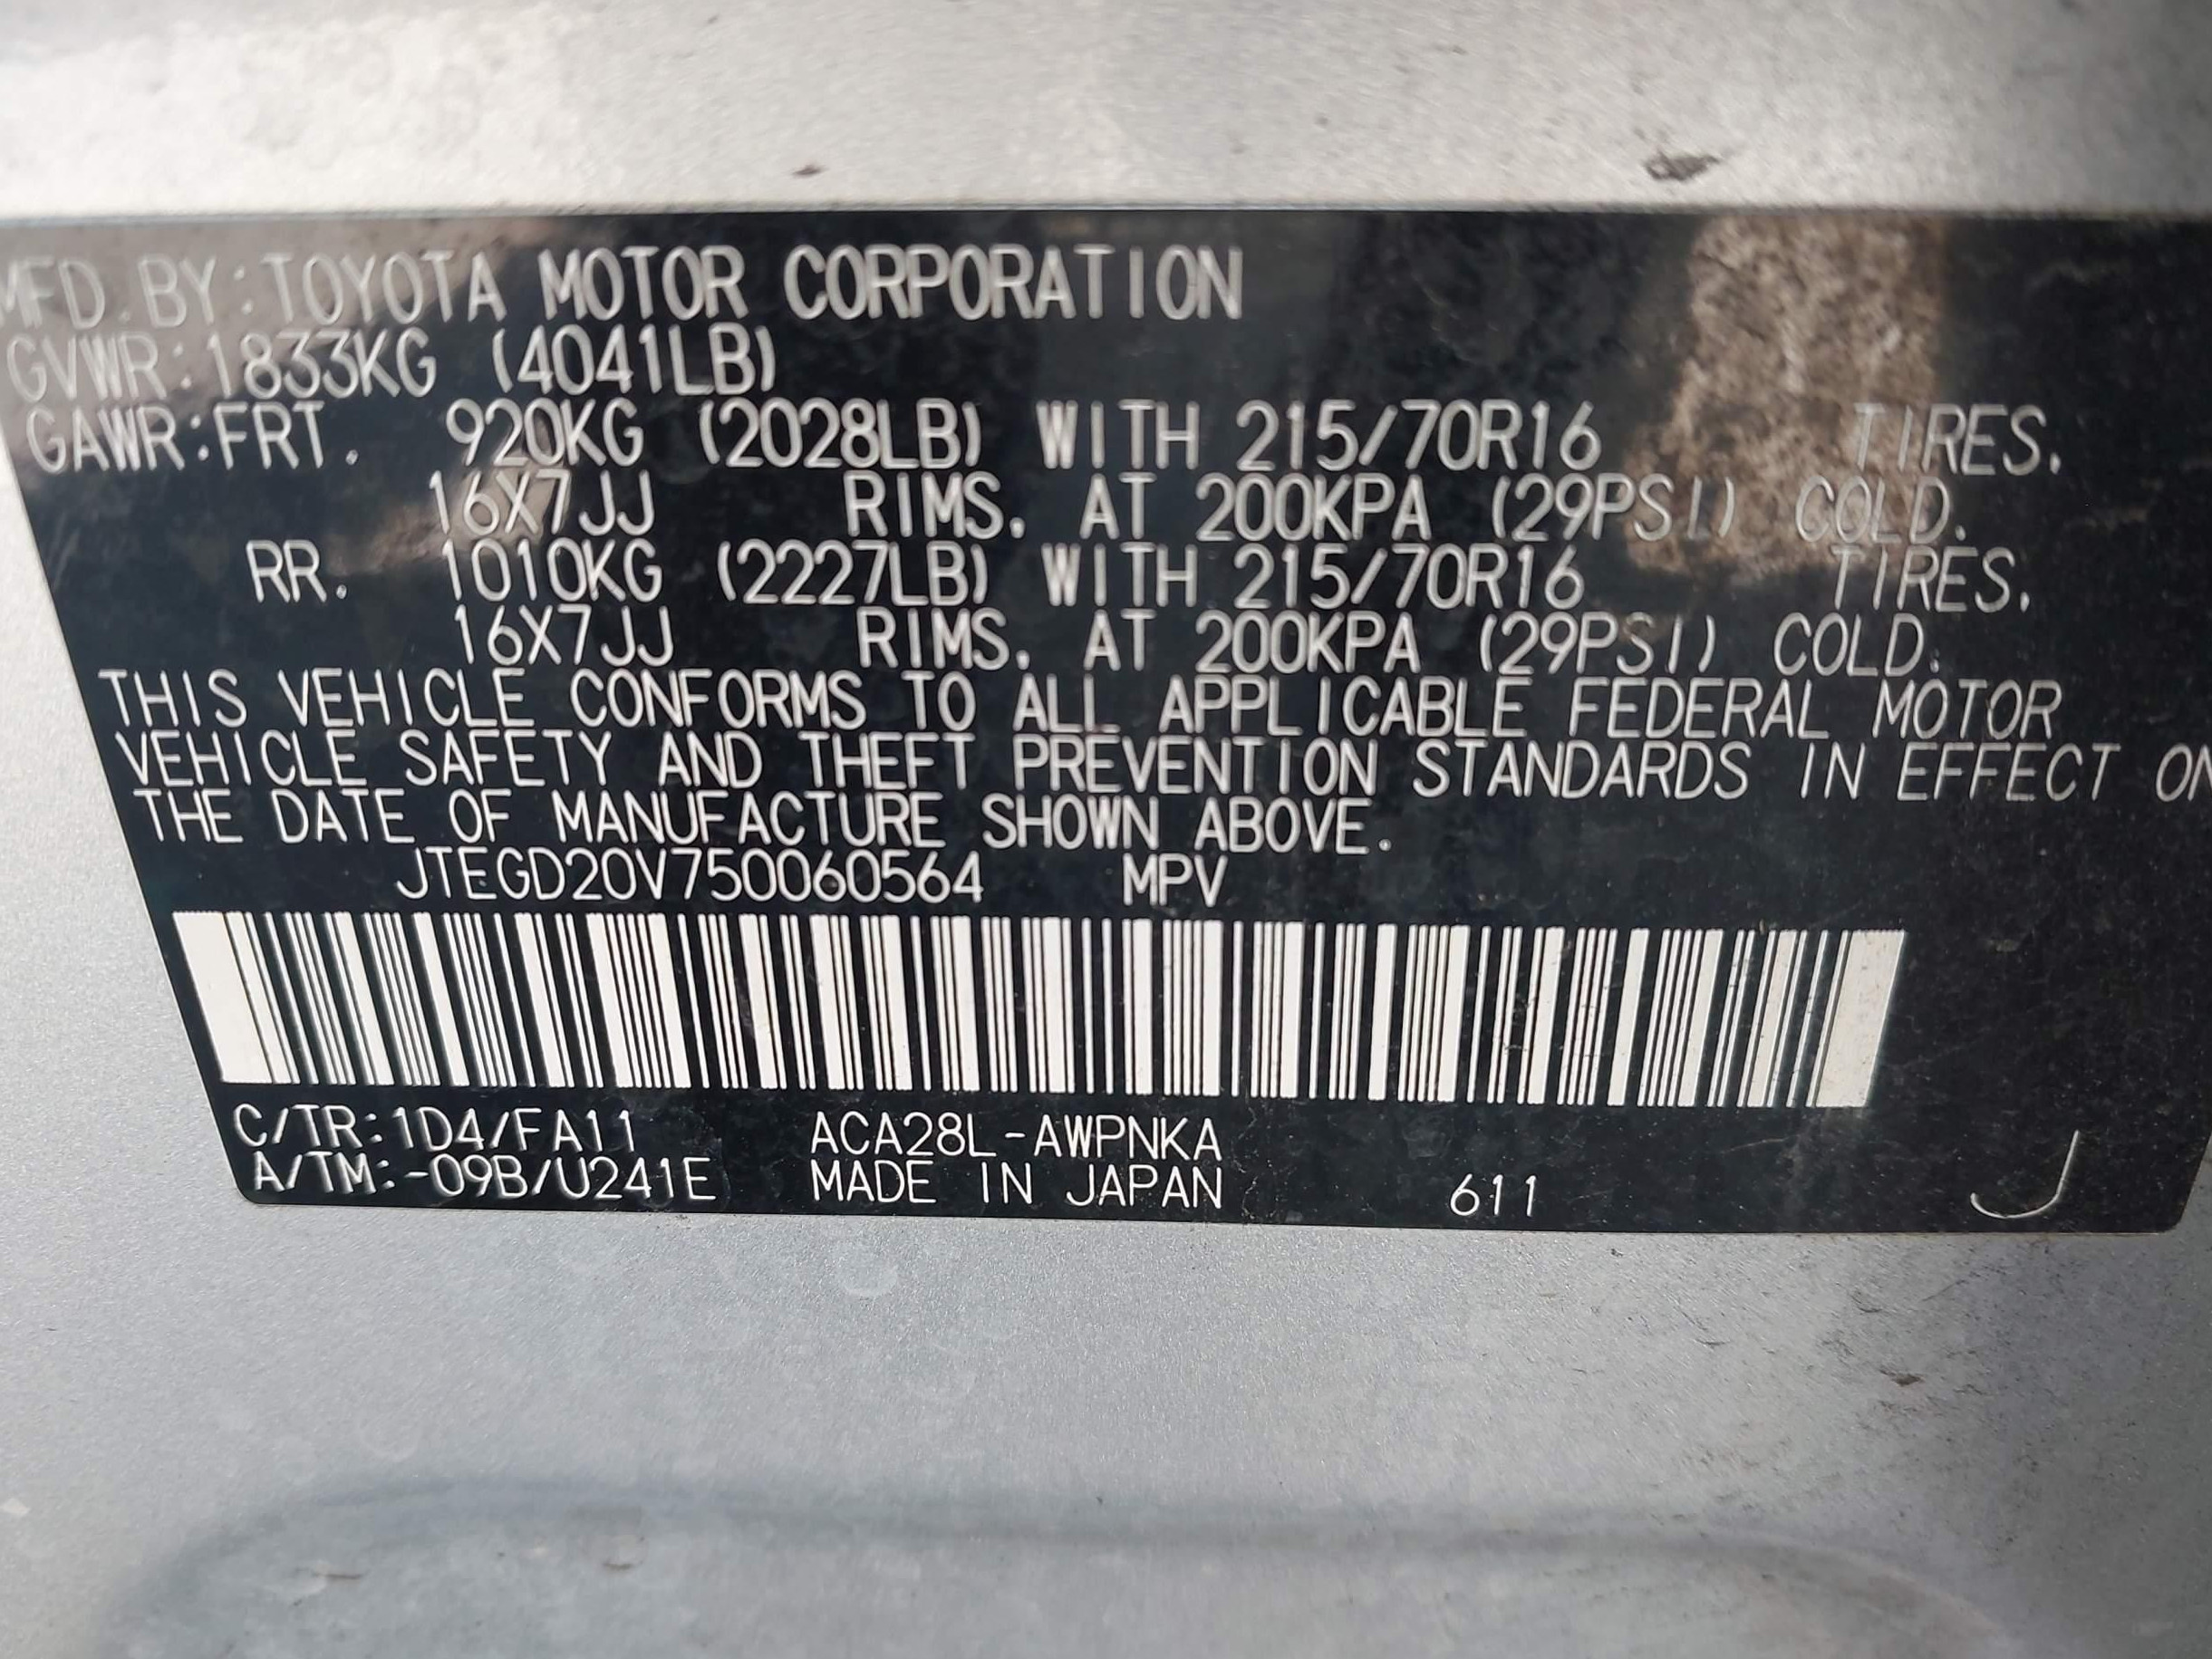 MFD. BY: TOYOTA MOTOR CORPORATION
GVWR: 1833KG (4041LB)
GAWR: FRT. 920KG (2028LB) WITH 215/70R16 TIRES.
16X7JJ RIMS, AT 200KPA (29PSI) COLD.
RR. 1010KG (2227LB) WITH 215/70R16 TIRES,
16X7JJ RIMS, AT 200KPA (29PSI) COLD.
THIS VEHICLE CONFORMS TO ALL APPLICABLE FEDERAL MOTOR
VEHICLE SAFETY AND THEFT PREVENTION STANDARDS IN EFFECT ON
THE DATE OF MANUFACTURE SHOWN ABOVE.
JTEGD20V750060564 MPV
C/TR: 1D4/FA11 ACA28L-AWPNKA
A/TM: -09B/U241E MADE IN JAPAN 611 J